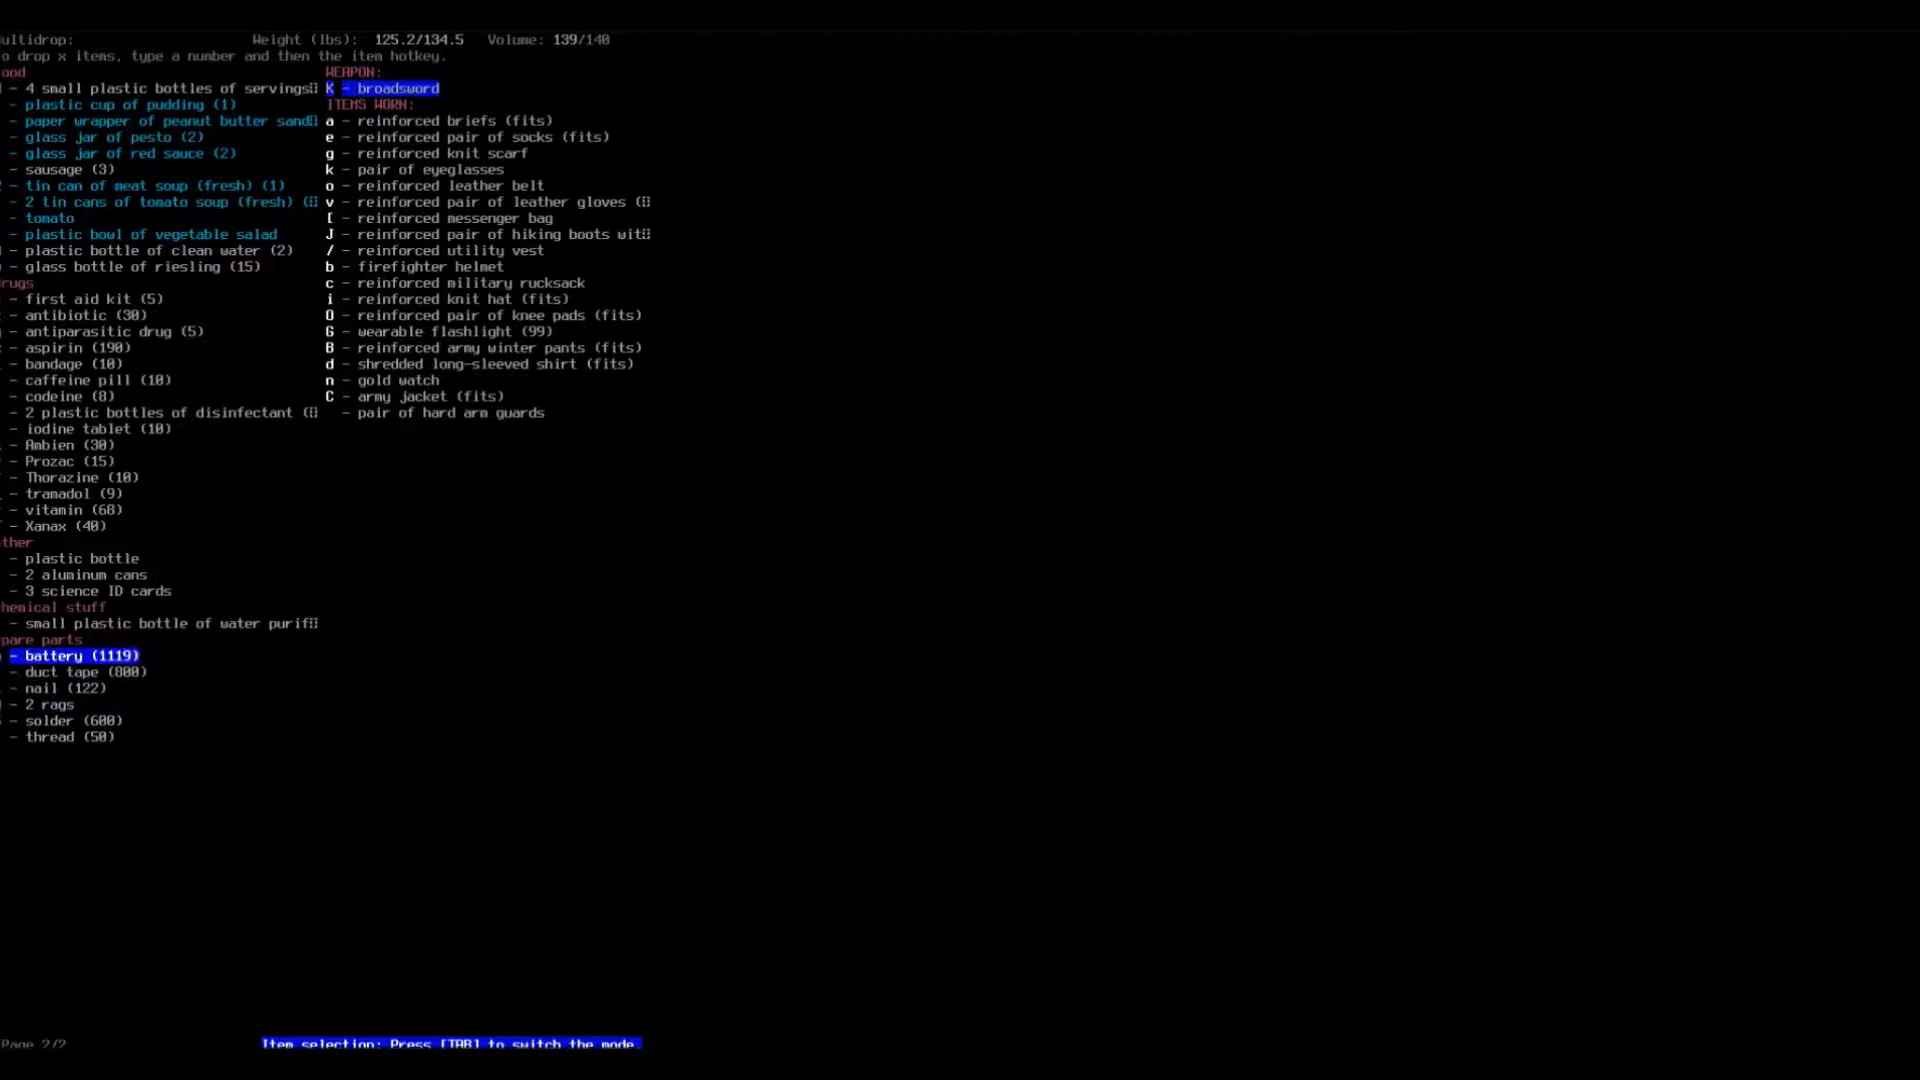 ultidrop: Weight (lbs): 125.2/134.5 Volume: 139/140
o drop x items, type a number and then the item hotkey.
ood
- 4 small plastic bottles of servings
- plastic cup of pudding (1)
- paper wrapper of peanut butter sand
- glass jar of pesto (2)
- glass jar of red sauce (2)
- sausage (3)
- tin can of meat soup (fresh) (1)
- 2 tin cans of tomato soup (fresh) (
- tomato
- plastic bowl of vegetable salad
- plastic bottle of clean water (2)
- glass bottle of riesling (15)
rugs
- first aid kit (5)
- antibiotic (30)
- antiparasitic drug (5)
- aspirin (190)
- bandage (10)
- caffeine pill (10)
- codeine (8)
- 2 plastic bottles of disinfectant (
- iodine tablet (10)
- Ambien (30)
- Prozac (15)
- Thorazine (10)
- tramadol (9)
- vitamin (68)
- Xanax (40)
ther
- plastic bottle
- 2 aluminum cans
- 3 science ID cards
hemical stuff
- small plastic bottle of water purif
pare parts
- battery (1119)
- duct tape (800)
- nail (122)
- 2 rags
- solder (600)
- thread (50)
WEAPON:
K - broadsword
ITEMS WORN:
a - reinforced briefs (fits)
e - reinforced pair of socks (fits)
g - reinforced knit scarf
k - pair of eyeglasses
o - reinforced leather belt
v - reinforced pair of leather gloves (
[ - reinforced messenger bag
J - reinforced pair of hiking boots wit
/ - reinforced utility vest
b - firefighter helmet
c - reinforced military rucksack
i - reinforced knit hat (fits)
O - reinforced pair of knee pads (fits)
G - wearable flashlight (99)
B - reinforced army winter pants (fits)
d - shredded long-sleeved shirt (fits)
n - gold watch
C - army jacket (fits)
- pair of hard arm guards
Page 2/2 Item selection: Press [TAB] to switch the mode.